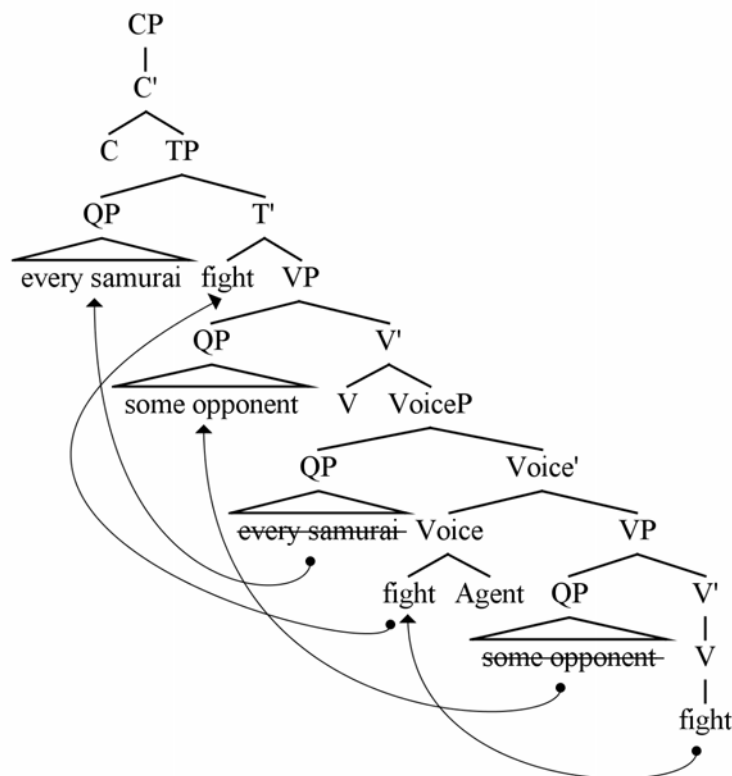 CP
C'
C TP
QP T'
every samurai fight VP
QP V'
some opponent V VoiceP
QP Voice'
every samurai Voice VP
fight Agent QP V'
some opponent V
fight